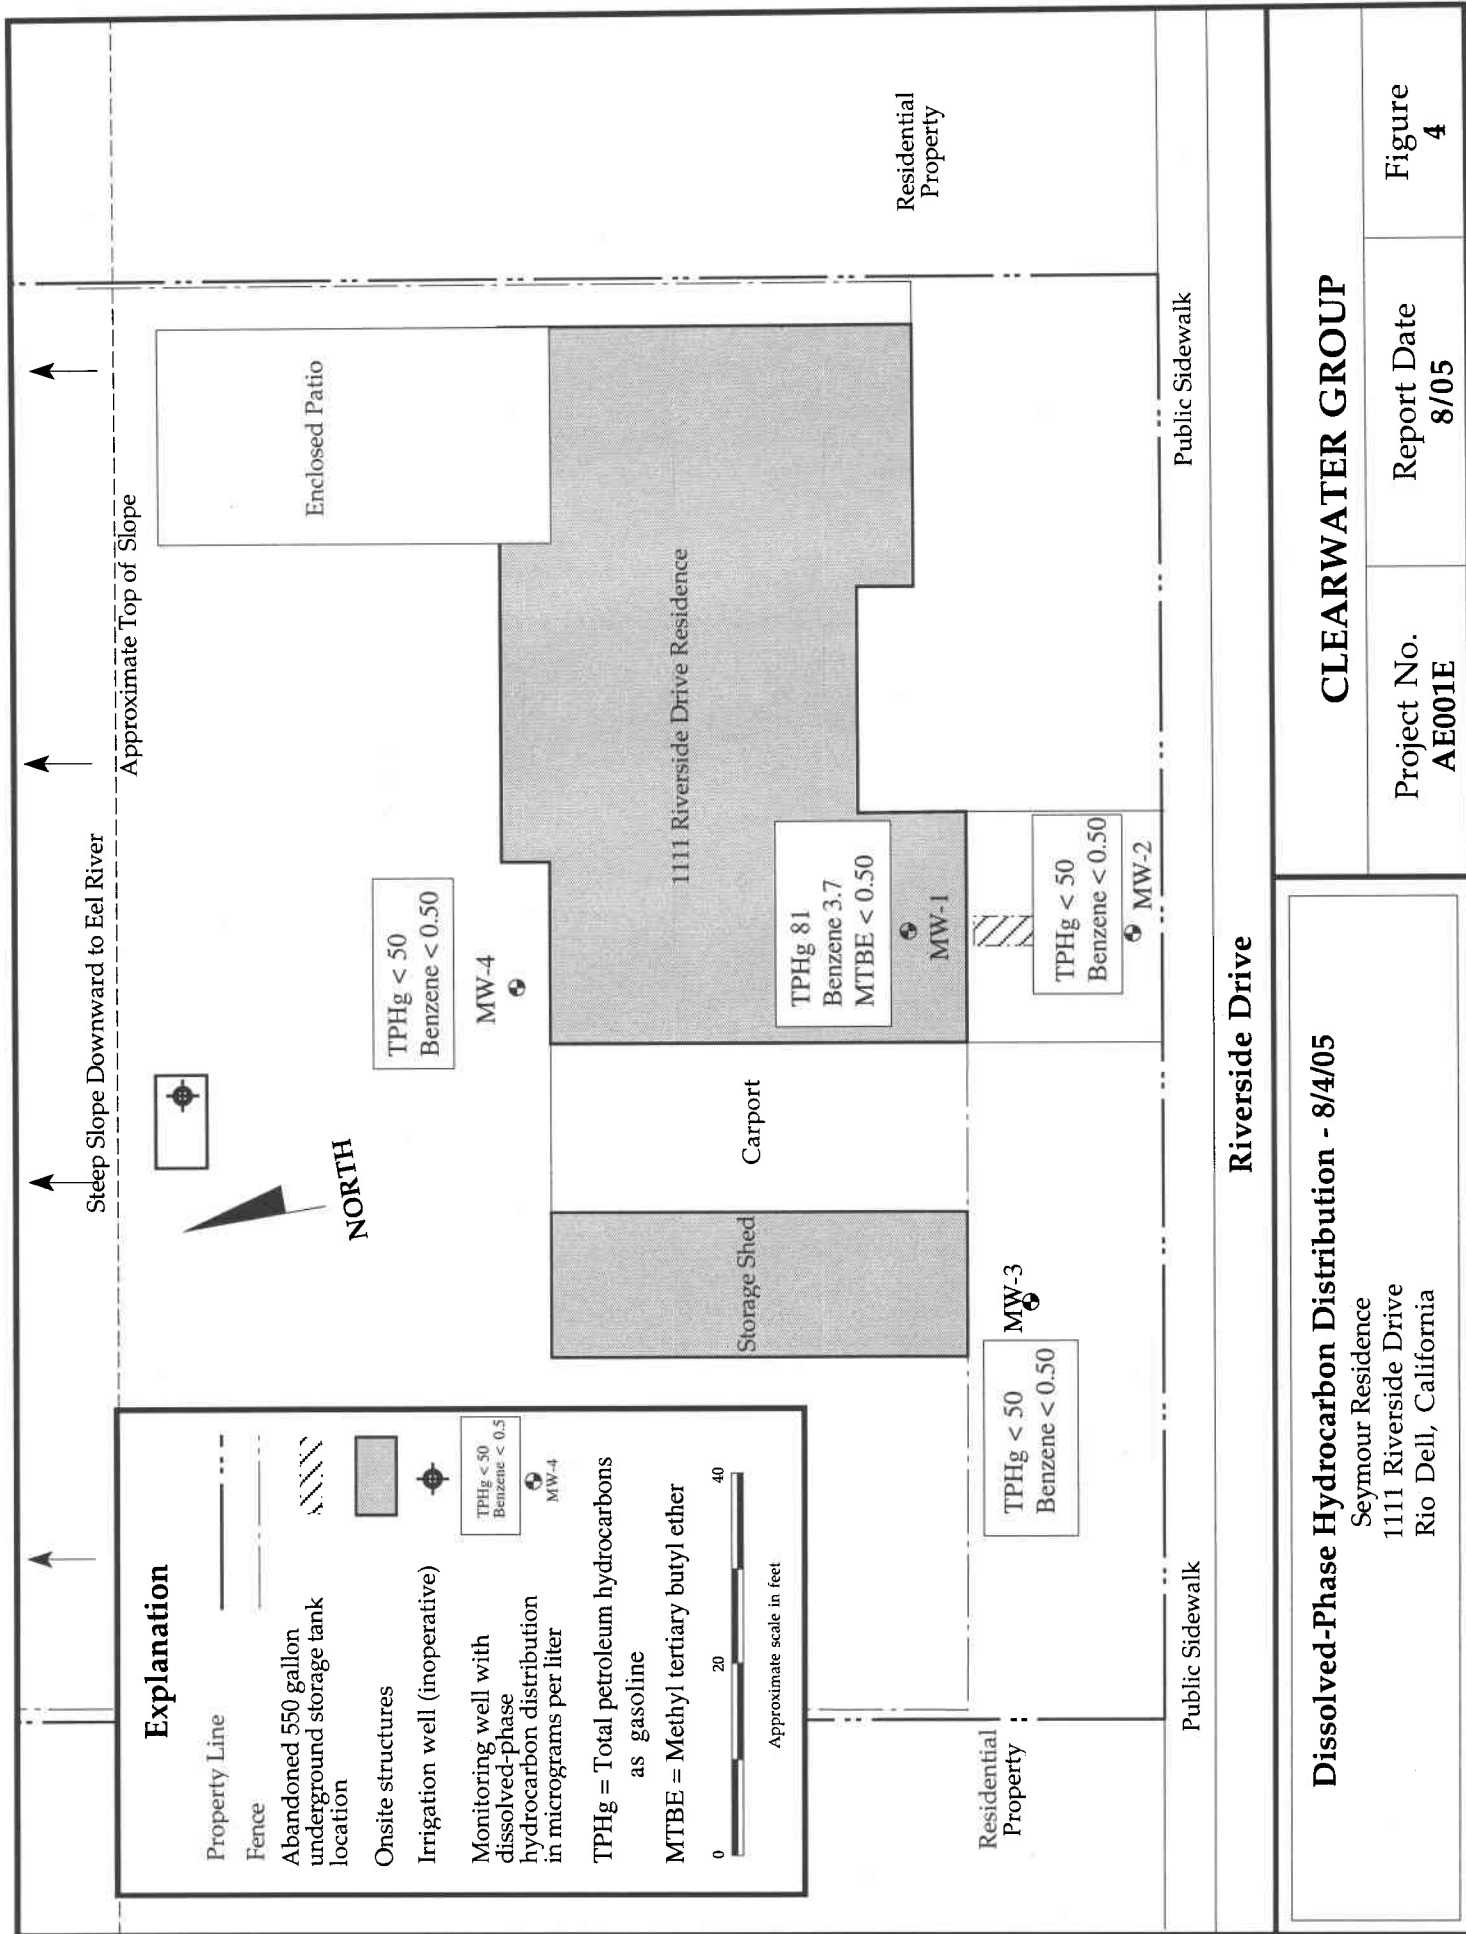 Steep Slope Downward to Eel River
Approximate Top of Slope
Enclosed Patio
Residential
Property
NORTH
TPHg < 50
Benzene < 0.50
MW-4
1111 Riverside Drive Residence
TPHg 81
Benzene 3.7
MTBE < 0.50
MW-1
Carport
Storage Shed
TPHg < 50
Benzene < 0.50
MW-2
MW-3
TPHg < 50
Benzene < 0.50
Residential
Property
Public Sidewalk
Public Sidewalk
Riverside Drive
Explanation
Property Line
Fence
Abandoned 550 gallon
underground storage tank
location
Onsite structures
Irrigation well (inoperative)
Monitoring well with
dissolved-phase
hydrocarbon distribution
in micrograms per liter
TPHg < 50
Benzene < 0.5
MW-4
TPHg = Total petroleum hydrocarbons
as gasoline
MTBE = Methyl tertiary butyl ether
0 20 40
Approximate scale in feet
Dissolved-Phase Hydrocarbon Distribution - 8/4/05
Seymour Residence
1111 Riverside Drive
Rio Dell, California
CLEARWATER GROUP
Project No.
AE001E
Report Date
8/05
Figure
4